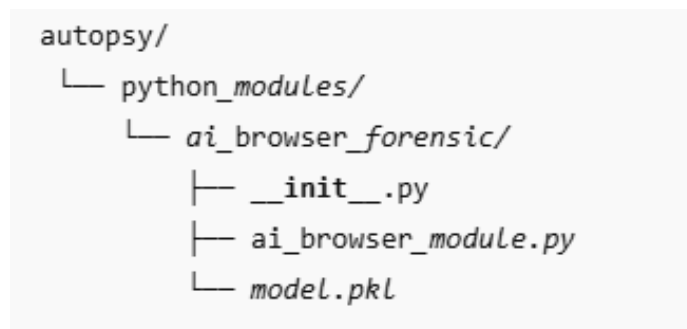 autopsy/
└── python_modules/
└── ai_browser_forensic/
├── __init__.py
├── ai_browser_module.py
└── model.pkl